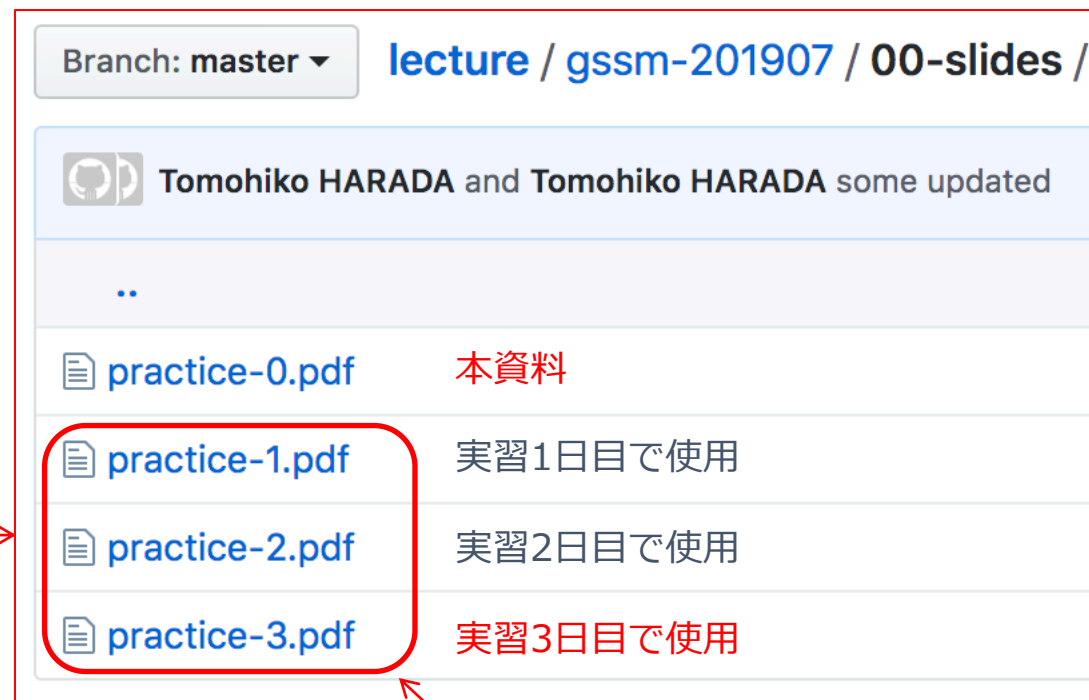 Branch: master lecture / gssm-201907 / 00-slides /
Tomohiko HARADA and Tomohiko HARADA some updated
..
practice-0.pdf 本資料
practice-1.pdf 実習1日目で使用
practice-2.pdf 実習2日目で使用
practice-3.pdf 実習3日目で使用